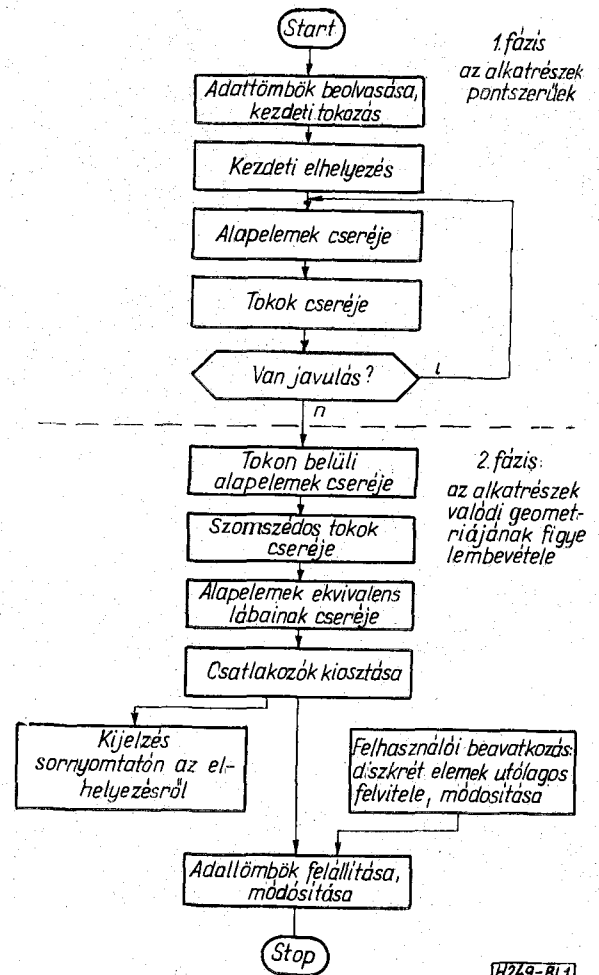 Start
1. fázis
az alkatrészek
pontszerűek
Adattömbök beolvasása,
kezdeti tokozás
Kezdeti elhelyezés
Alapelemek cseréje
Tokok cseréje
Van javulás?
i
n
Tokon belüli
alapelemek cseréje
2. fázis:
az alkatrészek
valódi geomet-
riájának figye
lembevétele
Szomszédos tokok
cseréje
Alapelemek ekvivalens
lábainak cseréje
Csatlakozók kiosztása
Kijelzés
sornyomtatón az el-
helyezésről
Felhasználói beavatkozás:
diszkrét elemek utólagos
felvitele, módosítása
Adattömbök felállítása,
módosítása
Stop
H249-BL1